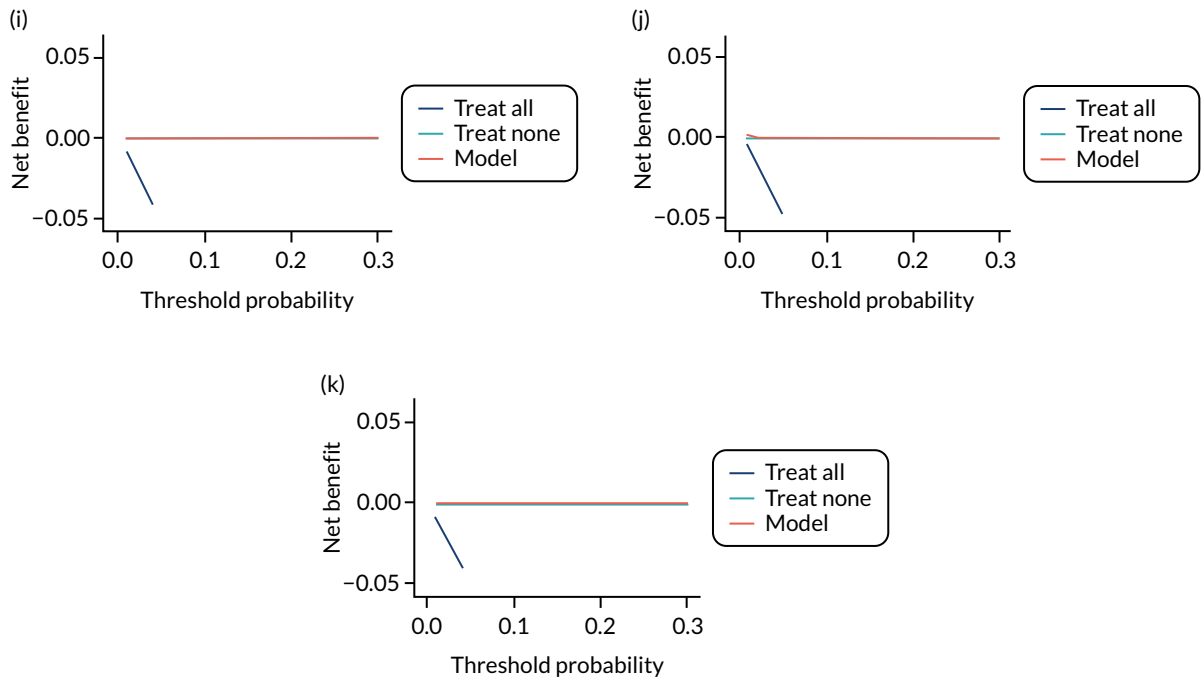 (i)
0.05
0.00
−0.05
Net benefit
0.0 0.1 0.2 0.3
Threshold probability
Treat all
Treat none
Model
(j)
0.05
0.00
−0.05
Net benefit
0.0 0.1 0.2 0.3
Threshold probability
Treat all
Treat none
Model
(k)
0.05
0.00
−0.05
Net benefit
0.0 0.1 0.2 0.3
Threshold probability
Treat all
Treat none
Model